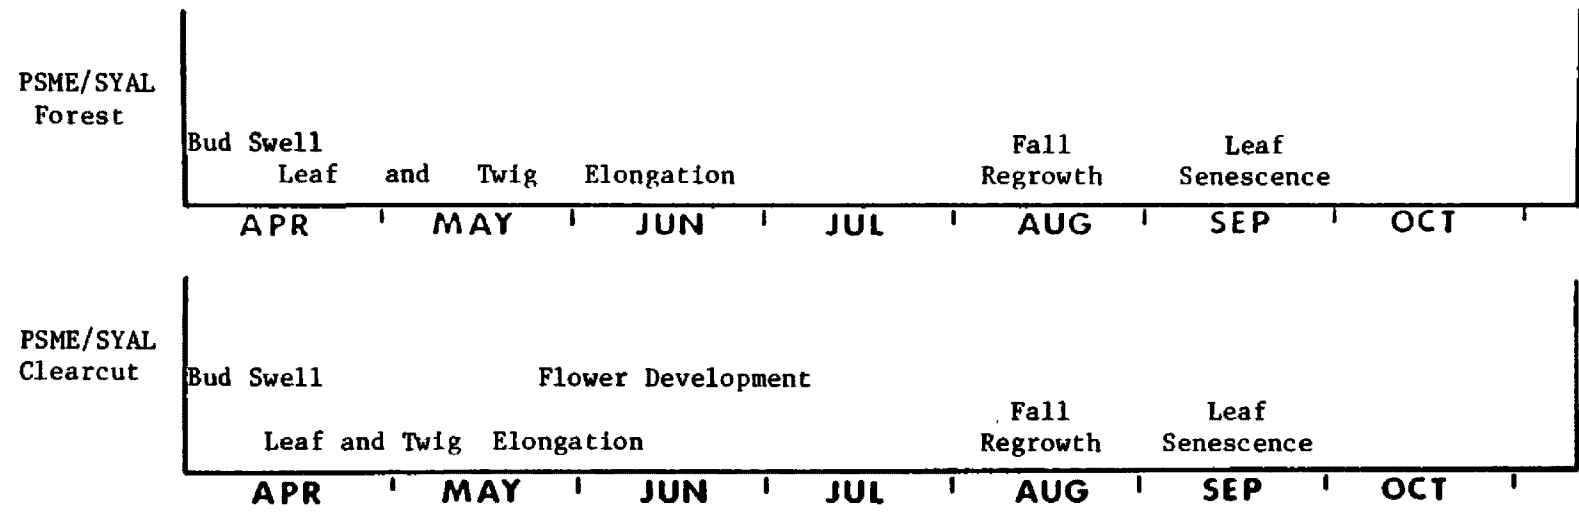 PSME/SYAL
Forest
Bud Swell
Fall
Leaf
Leaf and Twig Elongation
Regrowth
Senescence
APR MAY JUN JUL AUG SEP OCT
PSME/SYAL
Clearcut
Bud Swell
Flower Development
Fall
Leaf
Leaf and Twig Elongation
Regrowth
Senescence
APR MAY JUN JUL AUG SEP OCT